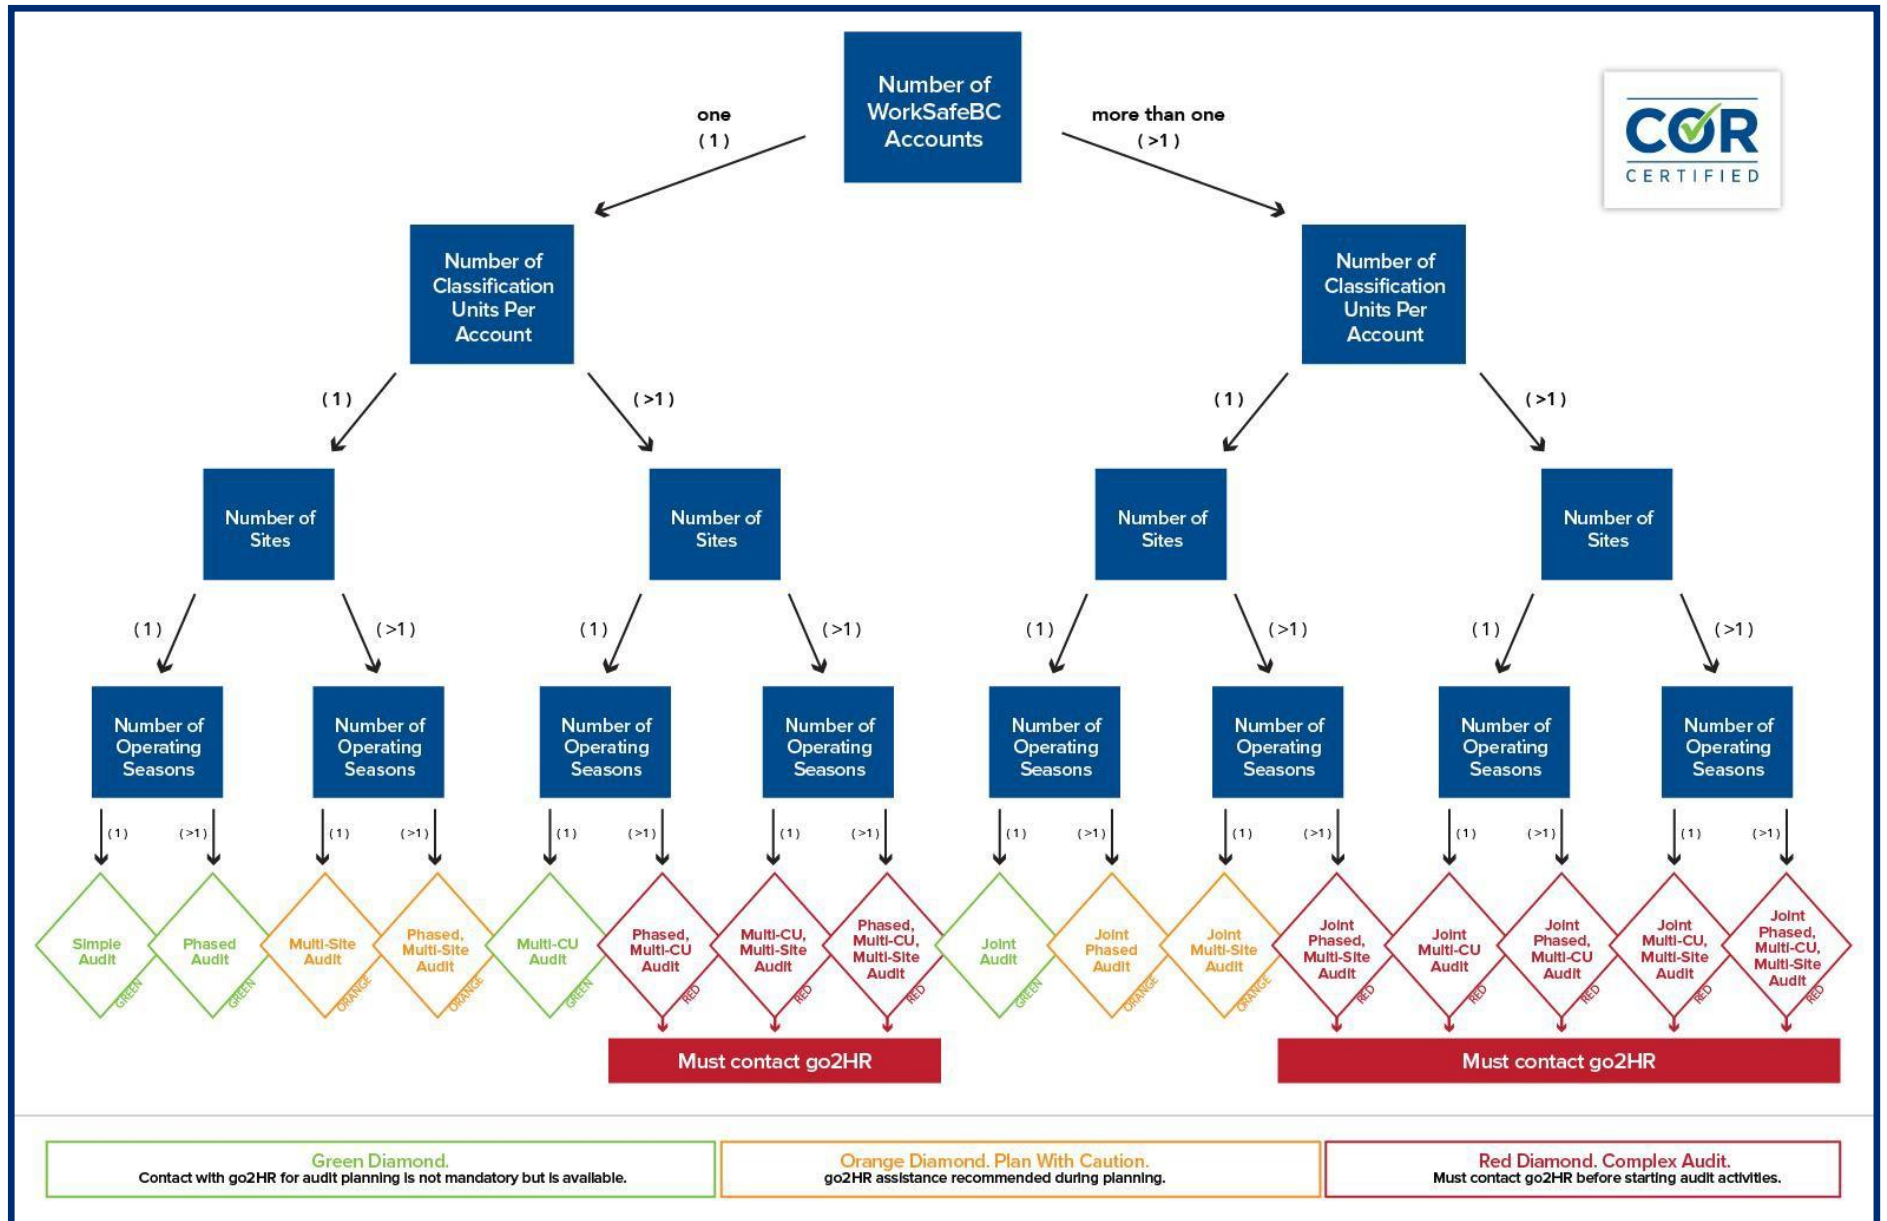 Number of
WorkSafeBC
Accounts
one
(1)
more than one
(>1)
COR
CERTIFIED
Number of
Classification
Units Per
Account
Number of
Classification
Units Per
Account
(1)
(>1)
(1)
(>1)
Number of
Sites
Number of
Sites
Number of
Sites
Number of
Sites
(1)
(>1)
(1)
(>1)
(1)
(>1)
(1)
(>1)
Number of
Operating
Seasons
Number of
Operating
Seasons
Number of
Operating
Seasons
Number of
Operating
Seasons
Number of
Operating
Seasons
Number of
Operating
Seasons
Number of
Operating
Seasons
Number of
Operating
Seasons
(1)
(>1)
(1)
(>1)
(1)
(>1)
(1)
(>1)
(1)
(>1)
(1)
(>1)
(1)
(>1)
(1)
(>1)
Simple
Audit
GREEN
Phased
Audit
GREEN
Multi-Site
Audit
ORANGE
Phased,
Multi-Site
Audit
ORANGE
Multi-CU
Audit
GREEN
Phased,
Multi-CU
Audit
RED
Multi-CU,
Multi-Site
Audit
RED
Phased,
Multi-CU,
Multi-Site
Audit
RED
Joint
Audit
GREEN
Joint
Phased
Audit
ORANGE
Joint
Multi-Site
Audit
ORANGE
Joint
Phased,
Multi-Site
Audit
RED
Joint
Multi-CU
Audit
RED
Joint
Phased,
Multi-CU
Audit
RED
Joint
Multi-CU,
Multi-Site
Audit
RED
Joint
Phased,
Multi-CU,
Multi-Site
Audit
RED
Must contact go2HR
Must contact go2HR
Green Diamond.
Contact with go2HR for audit planning is not mandatory but is available.
Orange Diamond. Plan With Caution.
go2HR assistance recommended during planning.
Red Diamond. Complex Audit.
Must contact go2HR before starting audit activities.